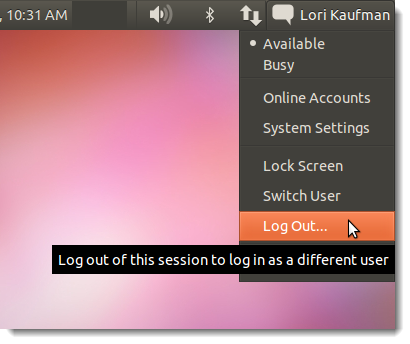 , 10:31 AM Lori Kaufman
Available
Busy
Online Accounts
System Settings
Lock Screen
Switch User
Log Out...
Log out of this session to log in as a different user